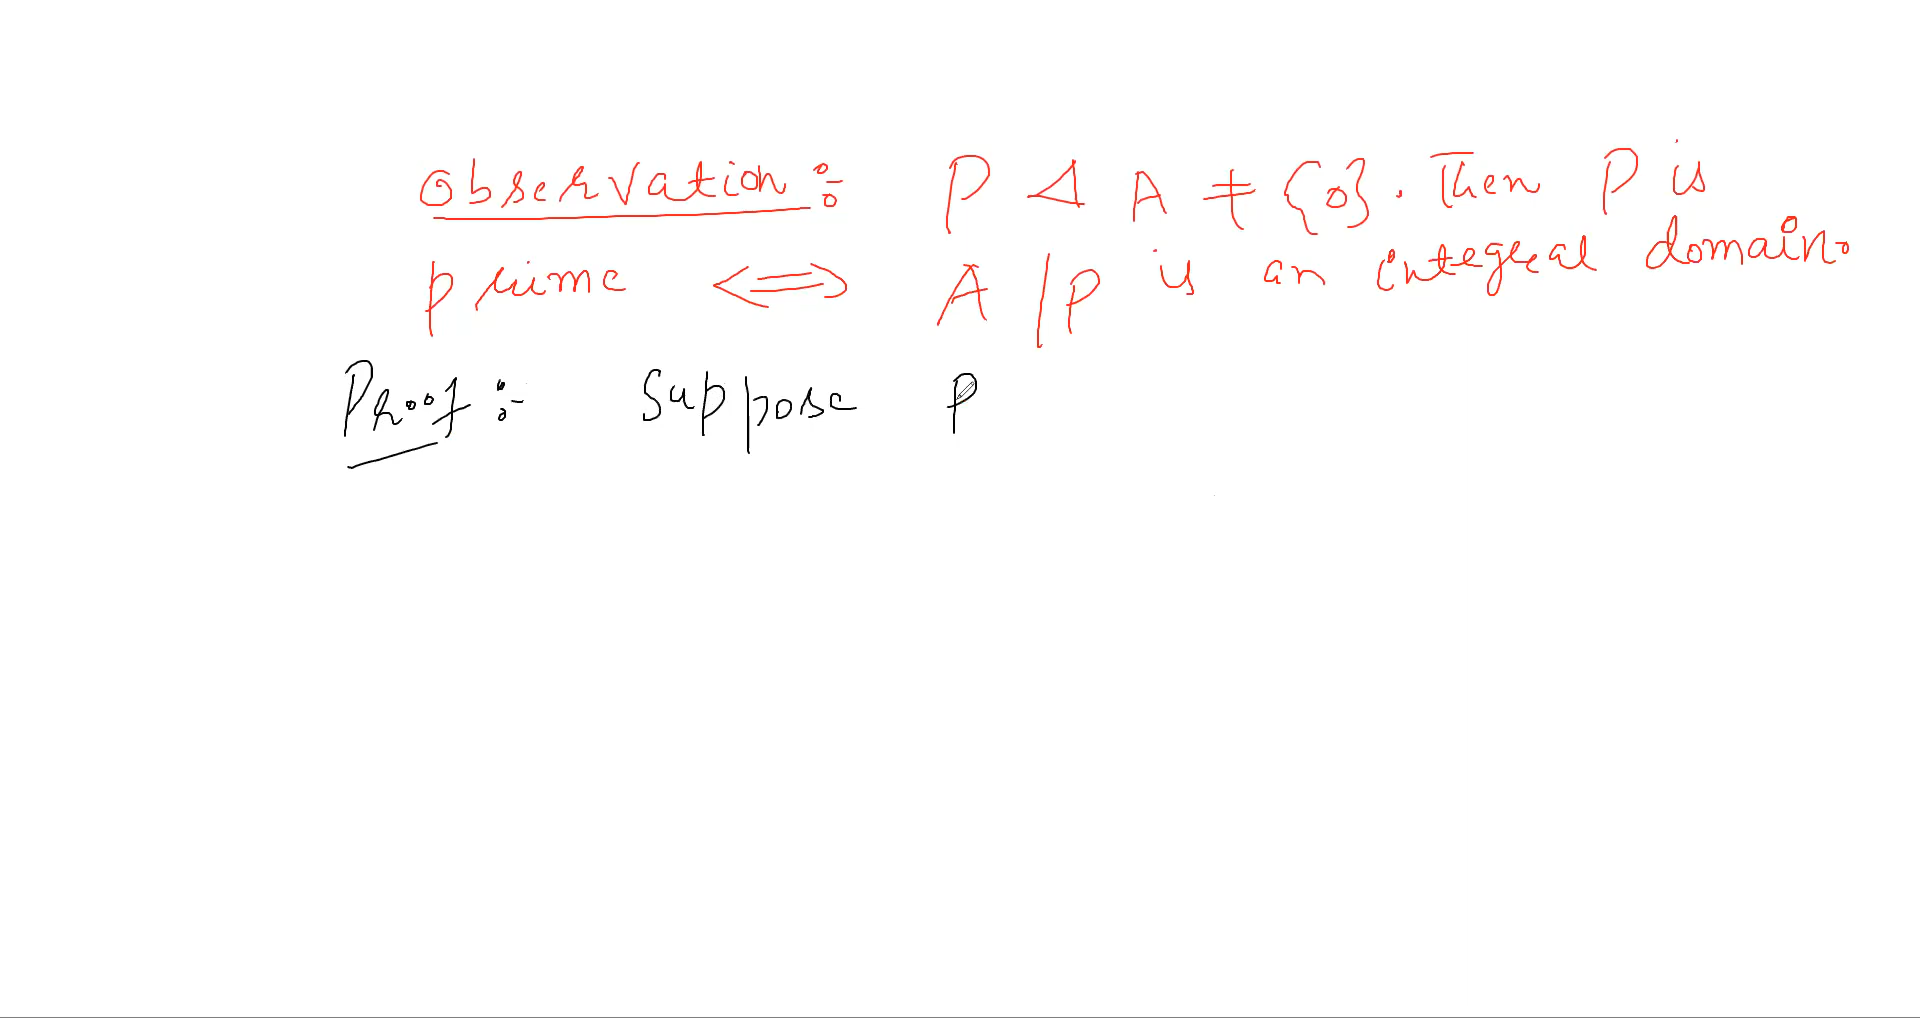 Observation :- P ⊲ A ≠ {0}. Then P is
prime ⟺ A/P is an integral domain.
Proof :- Suppose P